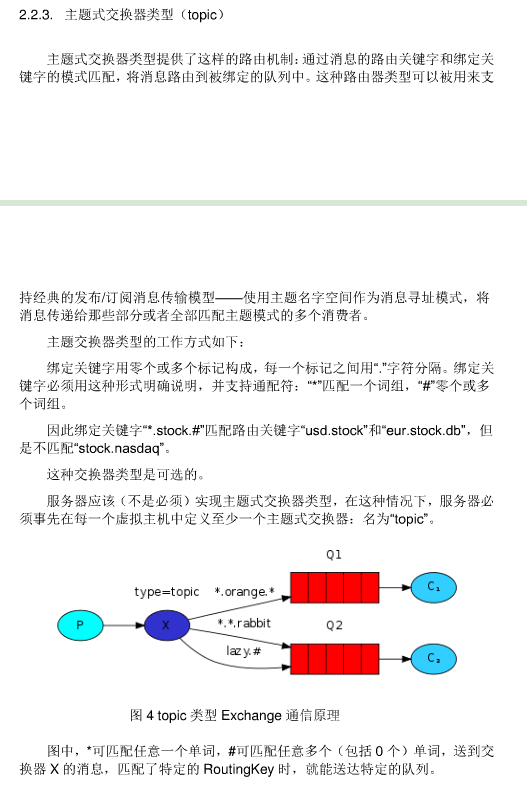 2.2.3. 主题式交换器类型（topic）
主题式交换器类型提供了这样的路由机制：通过消息的路由关键字和绑定关
键字的模式匹配，将消息路由到被绑定的队列中。这种路由器类型可以被用来支
持经典的发布/订阅消息传输模型——使用主题名字空间作为消息寻址模式，将
消息传递给那些部分或者全部匹配主题模式的多个消费者。
主题交换器类型的工作方式如下：
绑定关键字用零个或多个标记构成，每一个标记之间用“.”字符分隔。绑定关
键字必须用这种形式明确说明，并支持通配符：“*”匹配一个词组，“#”零个或多
个词组。
因此绑定关键字“*.stock.#”匹配路由关键字“usd.stock”和“eur.stock.db”，但
是不匹配“stock.nasdaq”。
这种交换器类型是可选的。
服务器应该（不是必须）实现主题式交换器类型，在这种情况下，服务器必
须事先在每一个虚拟主机中定义至少一个主题式交换器：名为“topic”。
Q1
type=topic *.orange.* C₁
P X *.*.rabbit Q2
lazy.# C₂
图 4 topic 类型 Exchange 通信原理
图中，*可匹配任意一个单词，#可匹配任意多个（包括 0 个）单词，送到交
换器 X 的消息，匹配了特定的 RoutingKey 时，就能送达特定的队列。